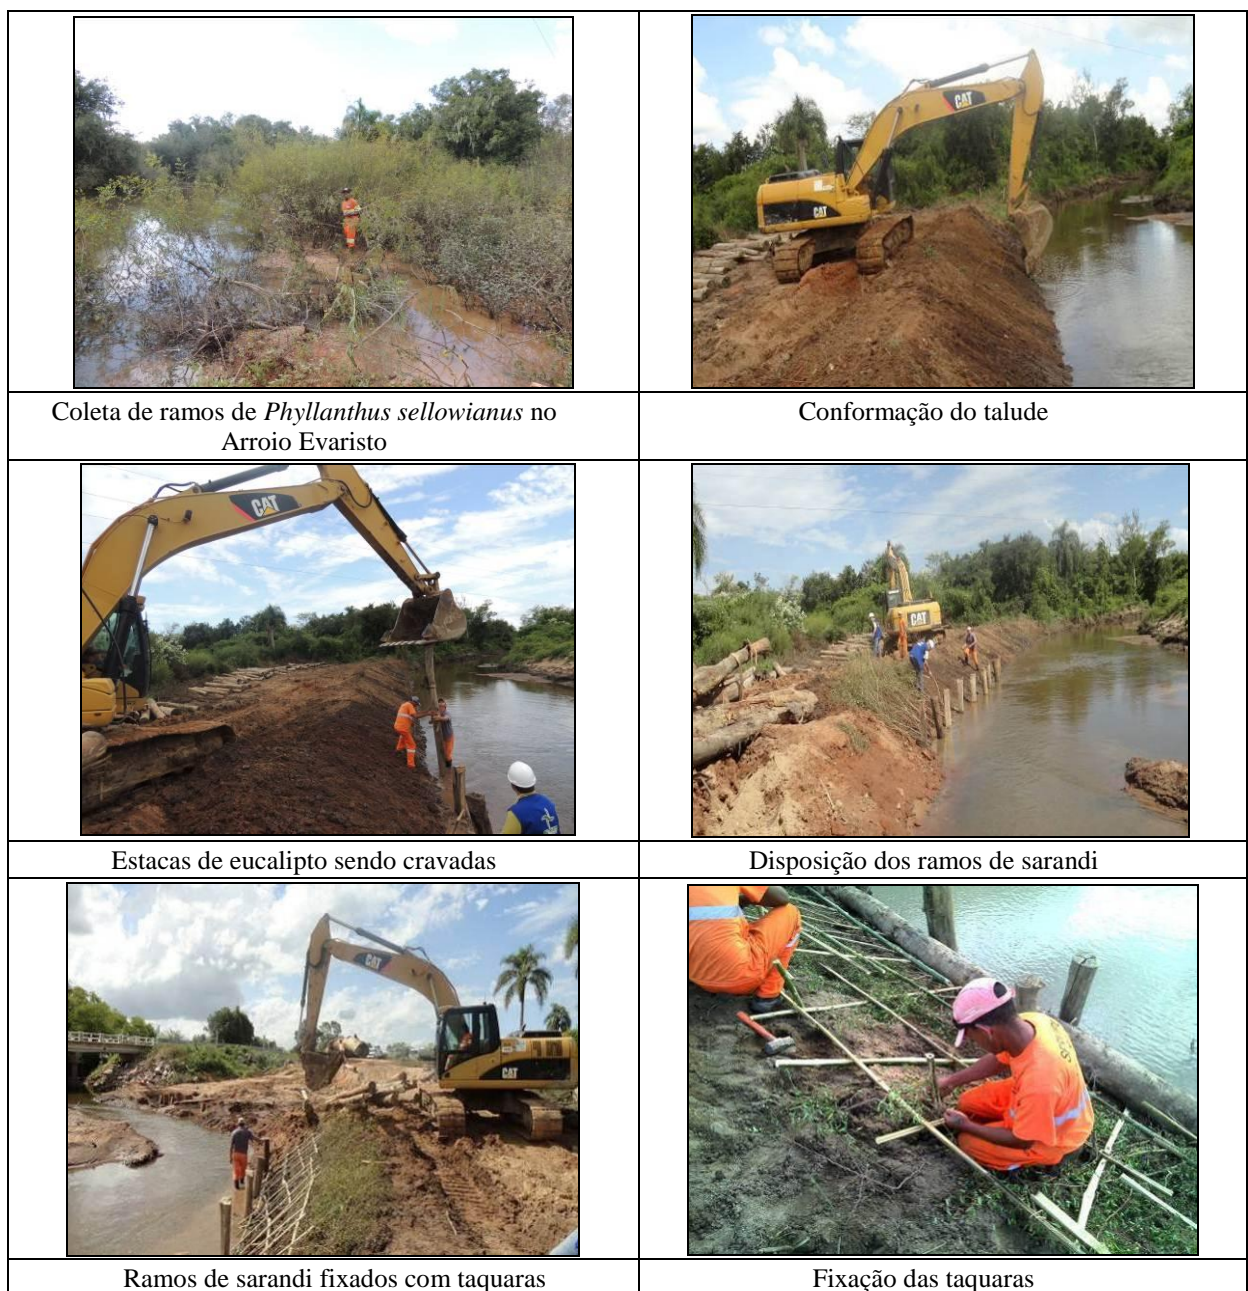 CAT
CAT
Coleta de ramos de Phyllanthus sellowianus no
Arroio Evaristo
Conformação do talude
CAT
CAT
Estacas de eucalipto sendo cravadas
Disposição dos ramos de sarandi
CAT
CAT
Ramos de sarandi fixados com taquaras
Fixação das taquaras